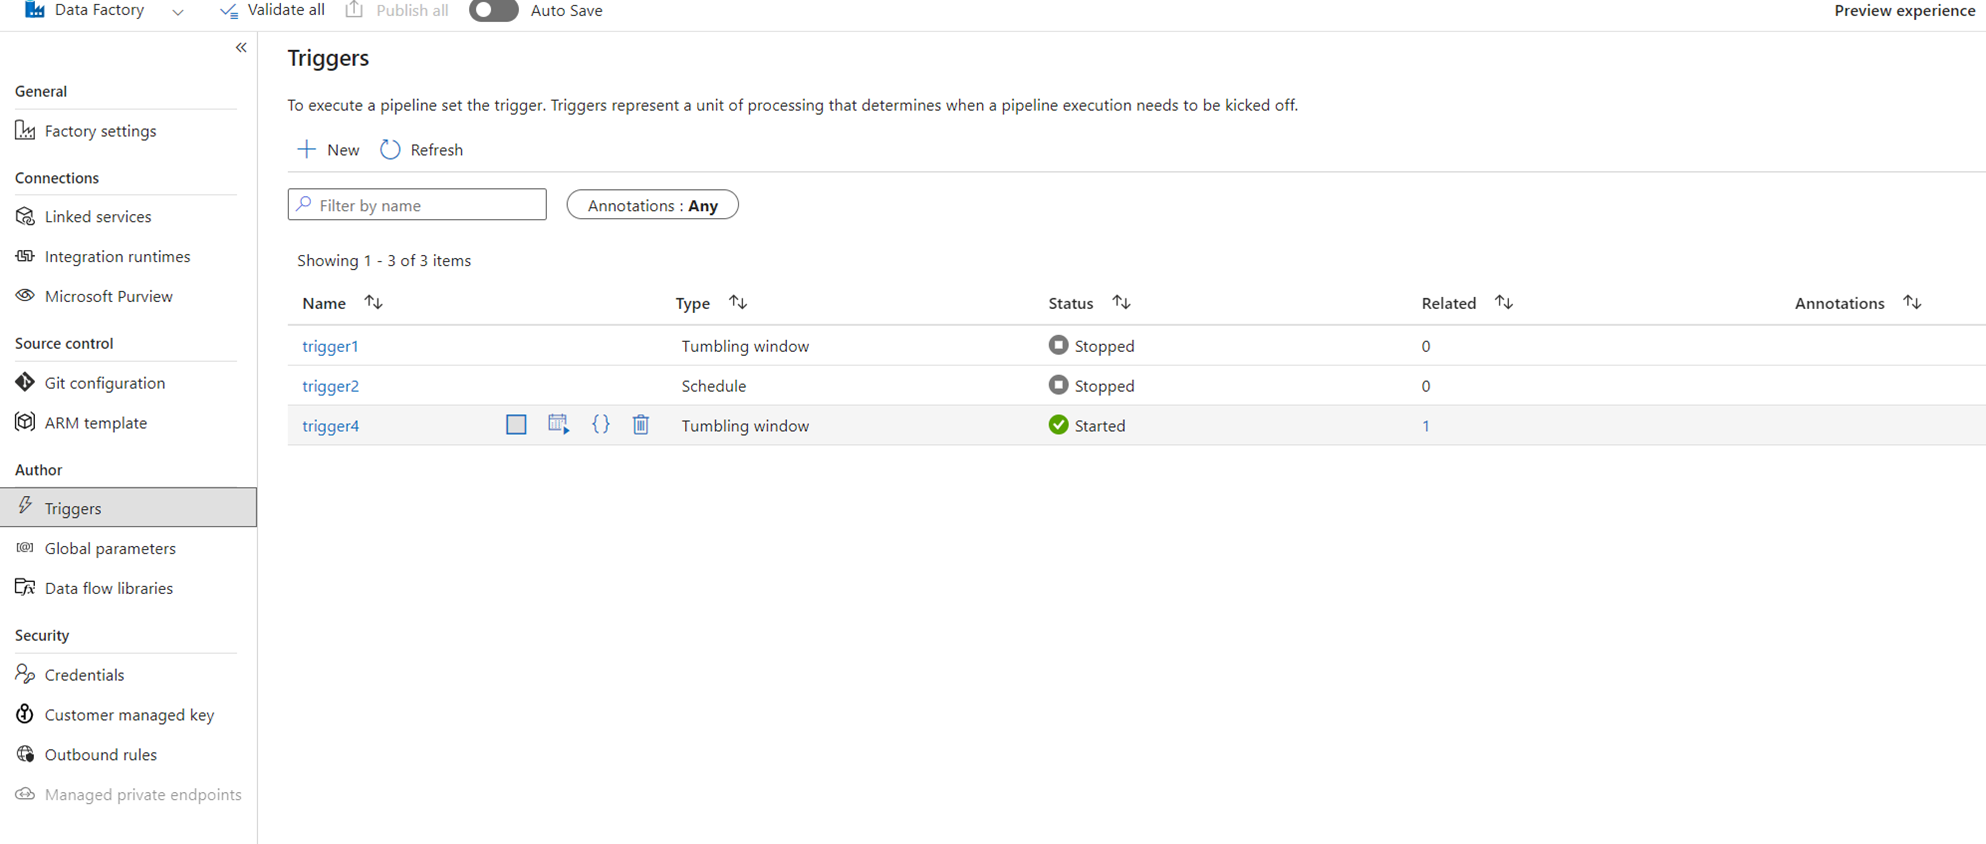 Data Factory Validate all Publish all Auto Save Preview experience
«
General
Factory settings
Connections
Linked services
Integration runtimes
Microsoft Purview
Source control
Git configuration
ARM template
Author
Triggers
Global parameters
Data flow libraries
Security
Credentials
Customer managed key
Outbound rules
Managed private endpoints
Triggers
To execute a pipeline set the trigger. Triggers represent a unit of processing that determines when a pipeline execution needs to be kicked off.
New Refresh
Filter by name Annotations : Any
Showing 1 - 3 of 3 items
Name Type Status Related Annotations
trigger1 Tumbling window Stopped 0
trigger2 Schedule Stopped 0
trigger4 {} Tumbling window Started 1